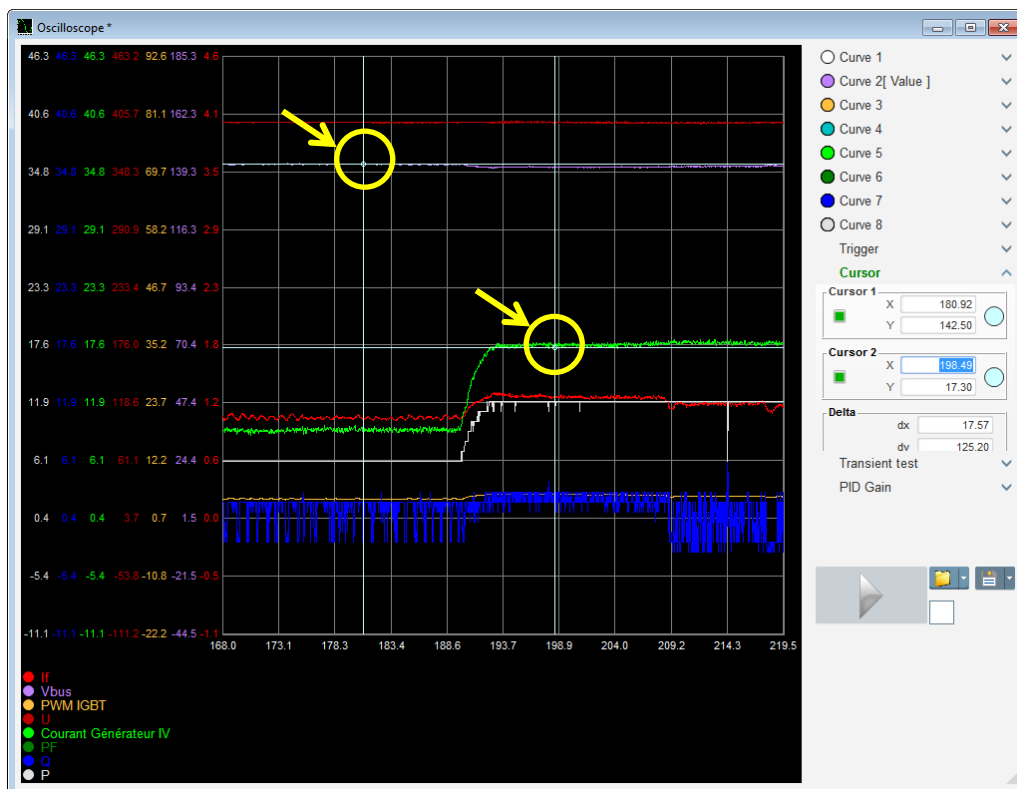 Oscilloscope *
46.3 46.3 46.3 463.2 92.6 185.3 4.6
40.6 40.6 40.6 405.7 81.1 162.3 4.1
34.8 34.8 34.8 348.3 69.7 139.3 3.5
29.1 29.1 29.1 290.9 58.2 116.3 2.9
23.3 23.3 23.3 233.4 46.7 93.4 2.3
17.6 17.6 17.6 176.0 35.2 70.4 1.8
11.9 11.9 11.9 118.6 23.7 47.4 1.2
6.1 6.1 6.1 61.1 12.2 24.4 0.6
0.4 0.4 0.4 3.7 0.7 1.5 0.0
-5.4 -5.4 -5.4 -53.8 -10.8 -21.5 -0.5
-11.1 -11.1 -11.1 -111.2 -22.2 -44.5 -1.1
168.0 173.1 178.3 183.4 188.6 193.7 198.9 204.0 209.2 214.3 219.5
If
Vbus
PWM IGBT
U
Courant Générateur IV
PF
Q
P
Curve 1
Curve 2[ Value ]
Curve 3
Curve 4
Curve 5
Curve 6
Curve 7
Curve 8
Trigger
Cursor
Cursor 1
X 180.92
Y 142.50
Cursor 2
X 198.49
Y 17.30
Delta
dx 17.57
dy 125.20
Transient test
PID Gain